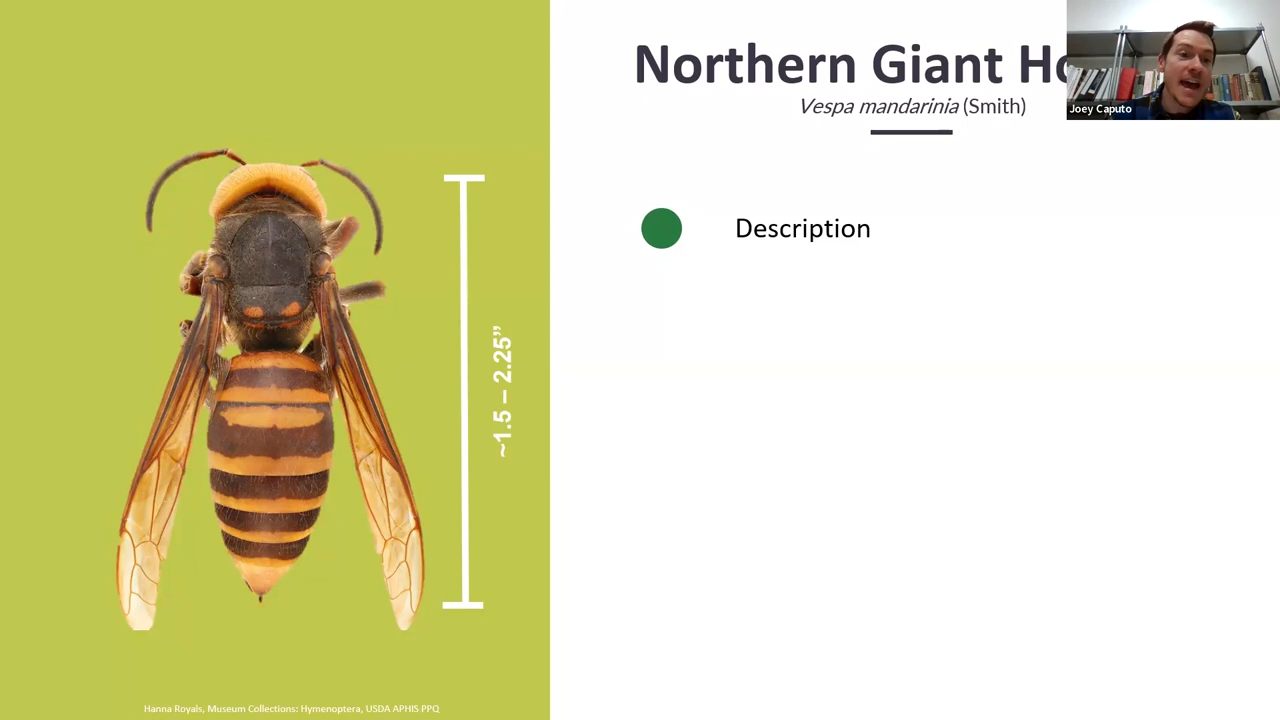 Northern Giant
Vespa mandarinia (Smith)
Joey Caputo
Description
~1.5 – 2.25”
Hanna Royals, Museum Collections: Hymenoptera, USDA APHIS PPQ